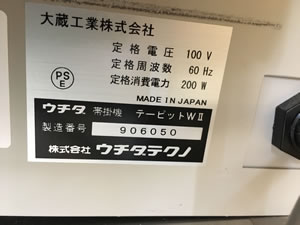 大蔵工業株式会社
定格電圧 100 V
定格周波数 60 Hz
定格消費電力 200 W
PS
E
MADE IN JAPAN
ウチダ 帯掛機 テーピットWⅡ
製造番号 906050
株式会社 ウチダテクノ